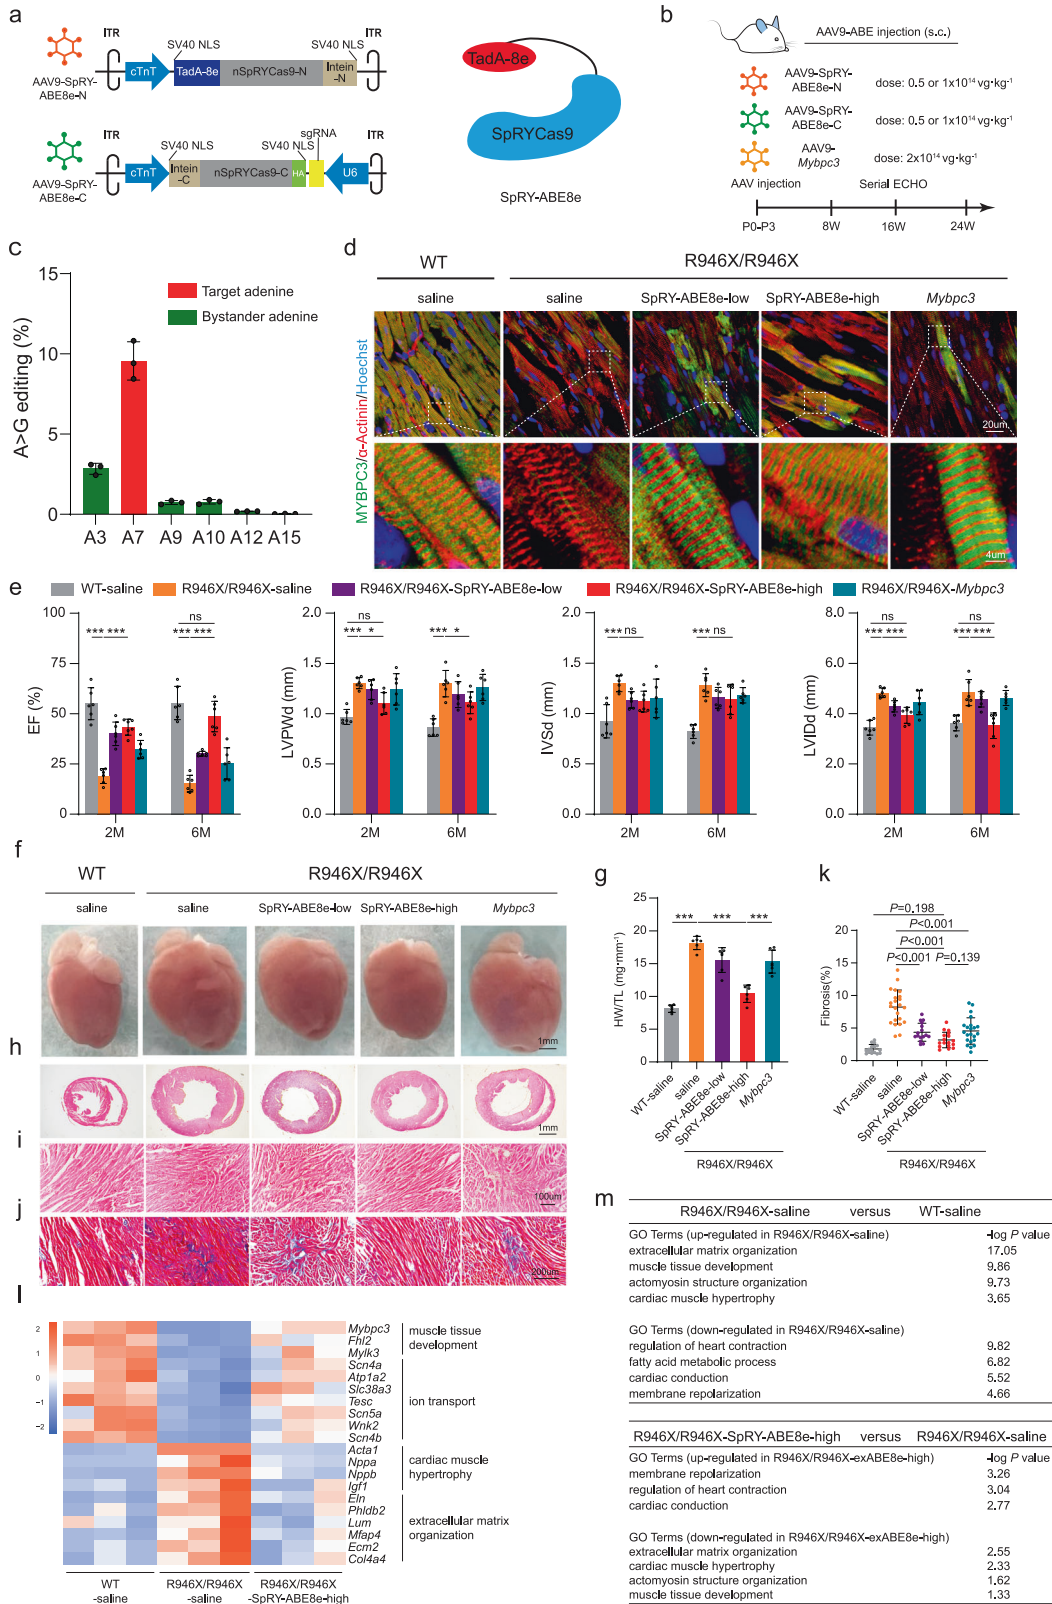 a
ITR
SV40 NLS
SV40 NLS
ITR
cTnT
TadA-8e
nSpRYCas9-N
Intein
-N
AAV9-SpRY-
ABE8e-N
ITR
SV40 NLS
SV40 NLS
sgRNA
ITR
cTnT
Intein
-C
nSpRYCas9-C
HA
U6
AAV9-SpRY-
ABE8e-C
TadA-8e
SpRYCas9
SpRY-ABE8e
b
AAV9-ABE injection (s.c.)
AAV9-SpRY-
ABE8e-N
dose: 0.5 or 1x10¹⁴ vg·kg⁻¹
AAV9-SpRY-
ABE8e-C
dose: 0.5 or 1x10¹⁴ vg·kg⁻¹
AAV9-
Mybpc3
dose: 2x10¹⁴ vg·kg⁻¹
AAV injection
Serial ECHO
P0-P3
8W
16W
24W
c
A>G editing (%)
15
10
5
0
Target adenine
Bystander adenine
A3
A7
A9
A10
A12
A15
d
WT
R946X/R946X
saline
saline
SpRY-ABE8e-low
SpRY-ABE8e-high
Mybpc3
MYBPC3/α-Actinin/Hoechst
20um
4um
e
WT-saline
R946X/R946X-saline
R946X/R946X-SpRY-ABE8e-low
R946X/R946X-SpRY-ABE8e-high
R946X/R946X-Mybpc3
EF (%)
100
75
50
25
0
*** ***
ns
*** ***
2M
6M
LVPWd (mm)
2.0
1.5
1.0
0.5
0.0
ns
*** *
*** *
2M
6M
IVSd (mm)
2.0
1.5
1.0
0.5
0.0
*** ns
*** ns
2M
6M
LVIDd (mm)
8.0
6.0
4.0
2.0
0.0
ns
*** ***
ns
*** ***
2M
6M
f
WT
R946X/R946X
saline
saline
SpRY-ABE8e-low
SpRY-ABE8e-high
Mybpc3
1mm
h
1mm
i
100um
j
200um
g
HW/TL (mg·mm⁻¹)
25
20
15
10
5
0
*** *** ***
WT-saline
saline
SpRY-ABE8e-low
SpRY-ABE8e-high
Mybpc3
R946X/R946X
k
Fibrosis(%)
20
15
10
5
0
P=0.198
P<0.001
P<0.001
P<0.001
P=0.139
WT-saline
saline
SpRY-ABE8e-low
SpRY-ABE8e-high
Mybpc3
R946X/R946X
l
2
1
0
−1
−2
Mybpc3
Fhl2
Mylk3
Scn4a
Atp1a2
Slc38a3
Tesc
Scn5a
Wnk2
Scn4b
Acta1
Nppa
Nppb
Igf1
Eln
Phldb2
Lum
Mfap4
Ecm2
Col4a4
muscle tissue
development
ion transport
cardiac muscle
hypertrophy
extracellular matrix
organization
WT
-saline
R946X/R946X
-saline
R946X/R946X
-SpRY-ABE8e-high
m
R946X/R946X-saline versus WT-saline
GO Terms (up-regulated in R946X/R946X-saline) -log P value
extracellular matrix organization 17.05
muscle tissue development 9.86
actomyosin structure organization 9.73
cardiac muscle hypertrophy 3.65
GO Terms (down-regulated in R946X/R946X-saline)
regulation of heart contraction 9.82
fatty acid metabolic process 6.82
cardiac conduction 5.52
membrane repolarization 4.66
R946X/R946X-SpRY-ABE8e-high versus R946X/R946X-saline
GO Terms (up-regulated in R946X/R946X-exABE8e-high) -log P value
membrane repolarization 3.26
regulation of heart contraction 3.04
cardiac conduction 2.77
GO Terms (down-regulated in R946X/R946X-exABE8e-high)
extracellular matrix organization 2.55
cardiac muscle hypertrophy 2.33
actomyosin structure organization 1.62
muscle tissue development 1.33